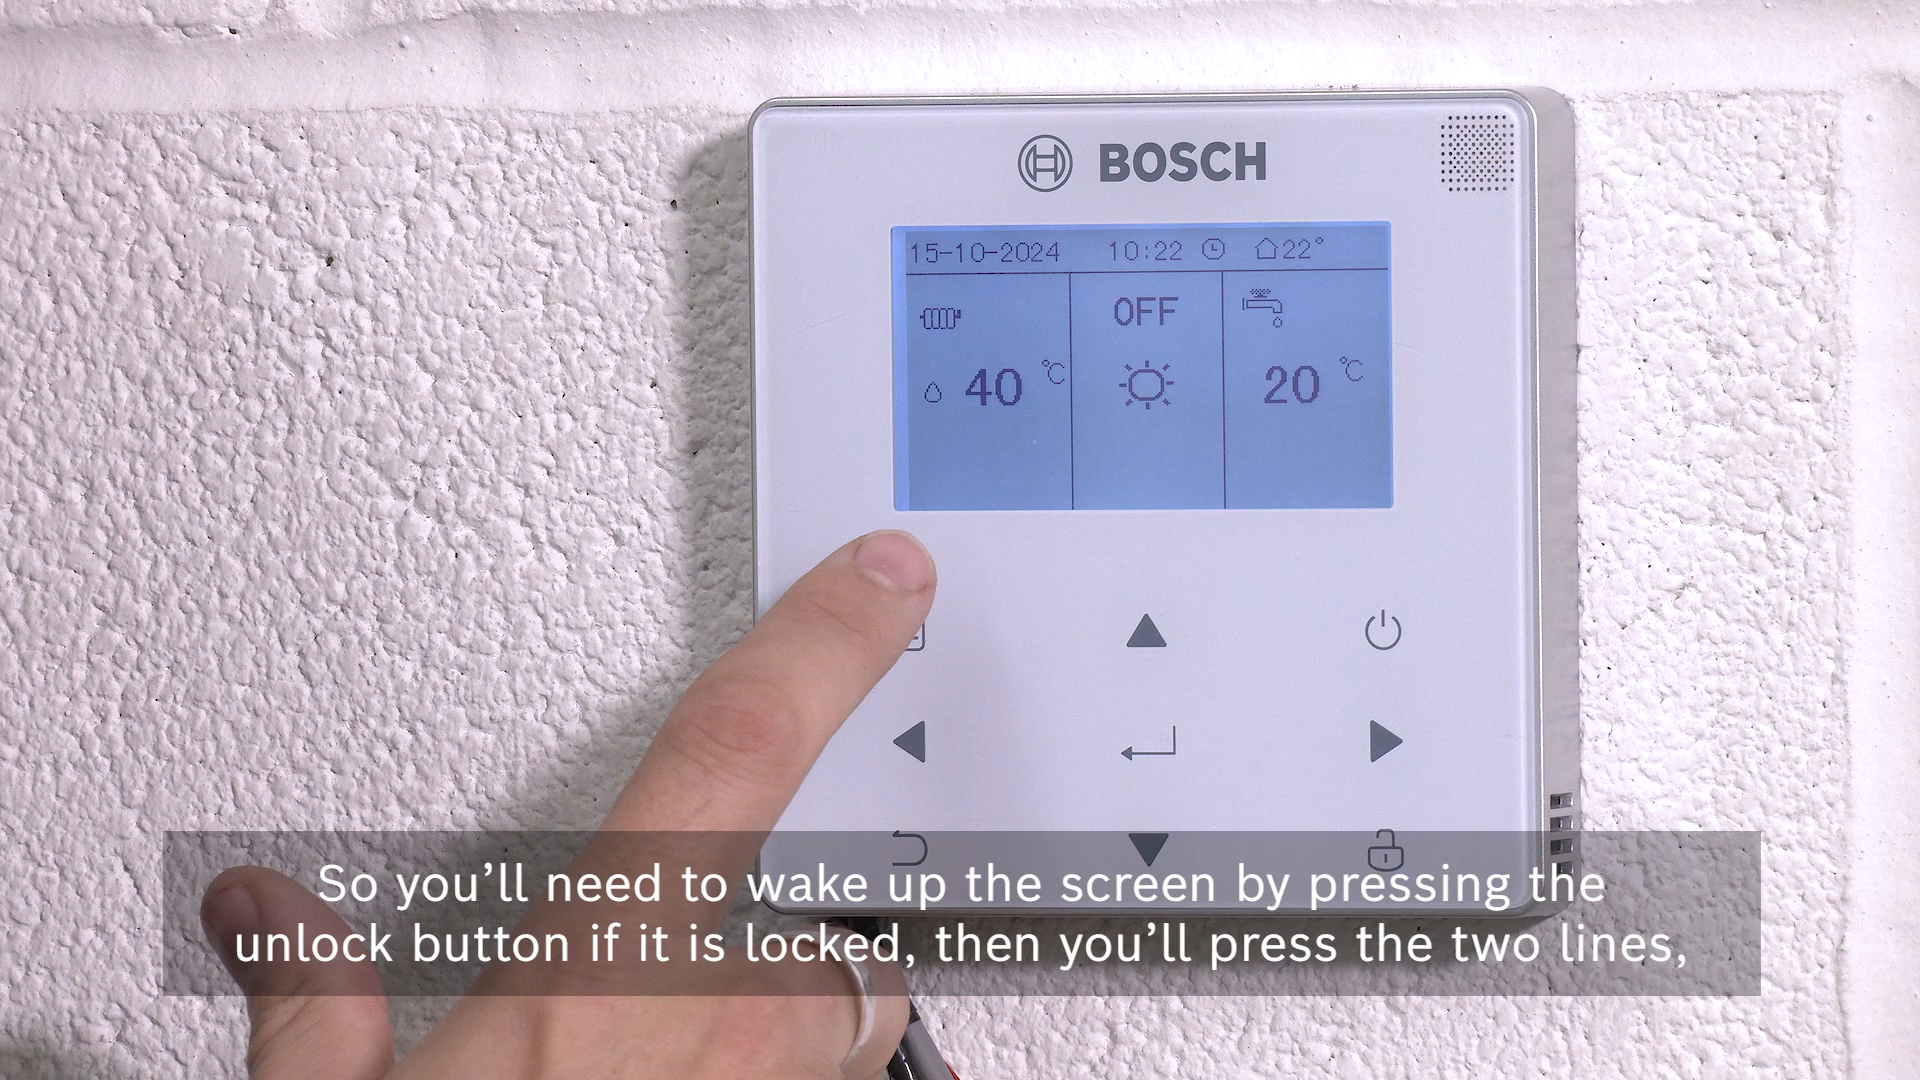 BOSCH
15-10-2024 10:22 22°
OFF
40 °C
20 °C
So you’ll need to wake up the screen by pressing the
unlock button if it is locked, then you’ll press the two lines,